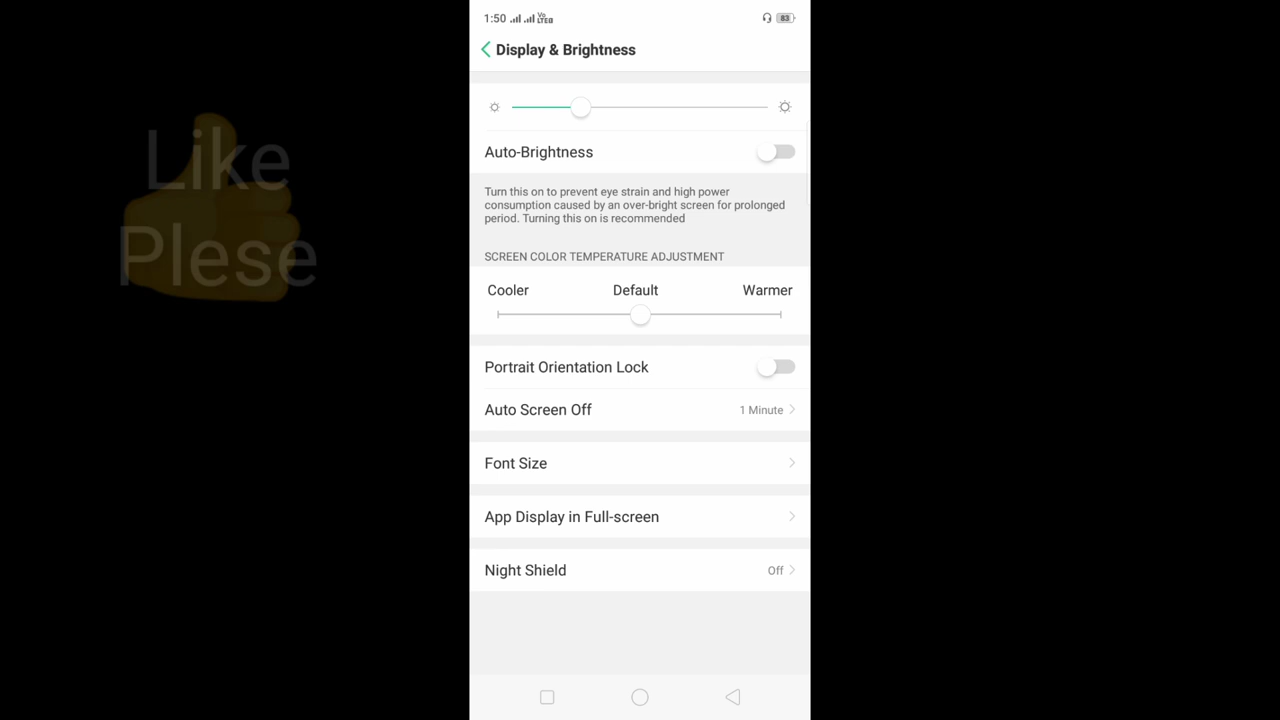 1:50 Vo LTE 83
Display & Brightness
Like
Plese
Auto-Brightness
Turn this on to prevent eye strain and high power
consumption caused by an over-bright screen for prolonged
period. Turning this on is recommended
SCREEN COLOR TEMPERATURE ADJUSTMENT
Cooler Default Warmer
Portrait Orientation Lock
Auto Screen Off 1 Minute
Font Size
App Display in Full-screen
Night Shield Off